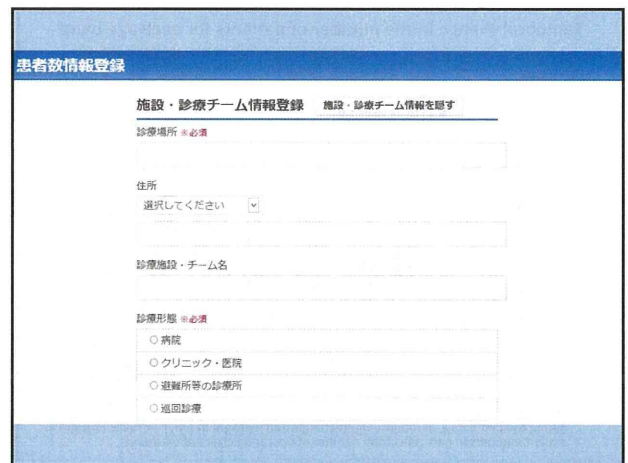 患者数情報登録
施設・診療チーム情報登録 施設・診療チーム情報を隠す
診療場所 ※必須
住所
選択してください
診療施設・チーム名
診療形態 ※必須
病院
クリニック・医院
避難所等の診療所
巡回診療